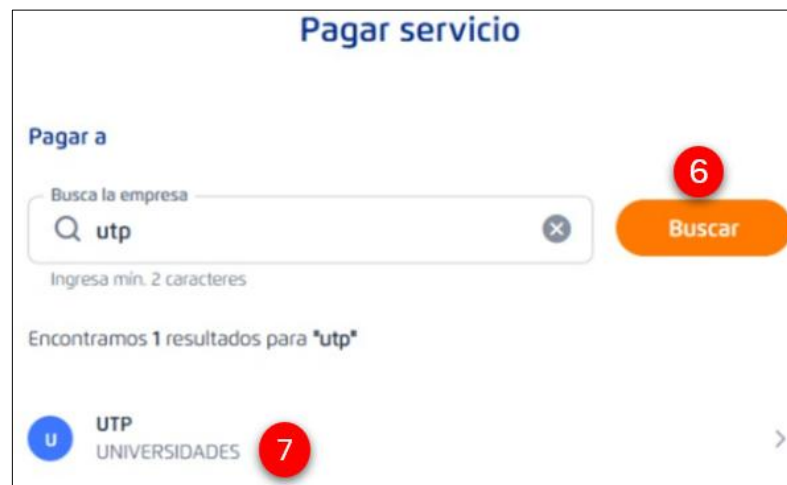 Pagar servicio
Pagar a
Busca la empresa
utp
6
Buscar
Ingresa mín. 2 caracteres
Encontramos 1 resultados para "utp"
U
UTP
UNIVERSIDADES
7